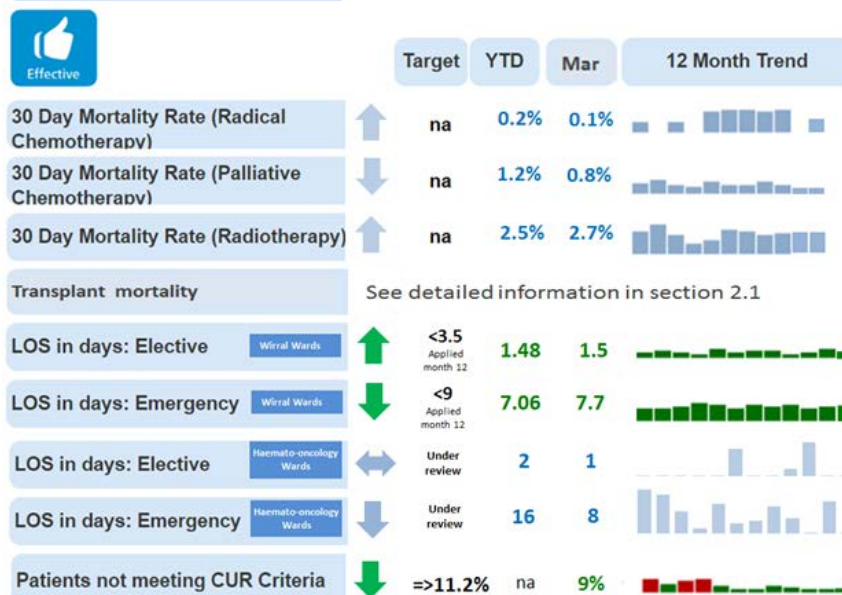 Effective
Target YTD Mar 12 Month Trend
30 Day Mortality Rate (Radical
Chemotherapy)
na 0.2% 0.1%
30 Day Mortality Rate (Palliative
Chemotherapy)
na 1.2% 0.8%
30 Day Mortality Rate (Radiotherapy) na 2.5% 2.7%
Transplant mortality See detailed information in section 2.1
LOS in days: Elective Wirral Wards
<3.5
Applied
month 12
1.48 1.5
LOS in days: Emergency Wirral Wards
<9
Applied
month 12
7.06 7.7
LOS in days: Elective
Haemato-oncology
Wards
Under
review
2 1
LOS in days: Emergency
Haemato-oncology
Wards
Under
review
16 8
Patients not meeting CUR Criteria =>11.2% na 9%